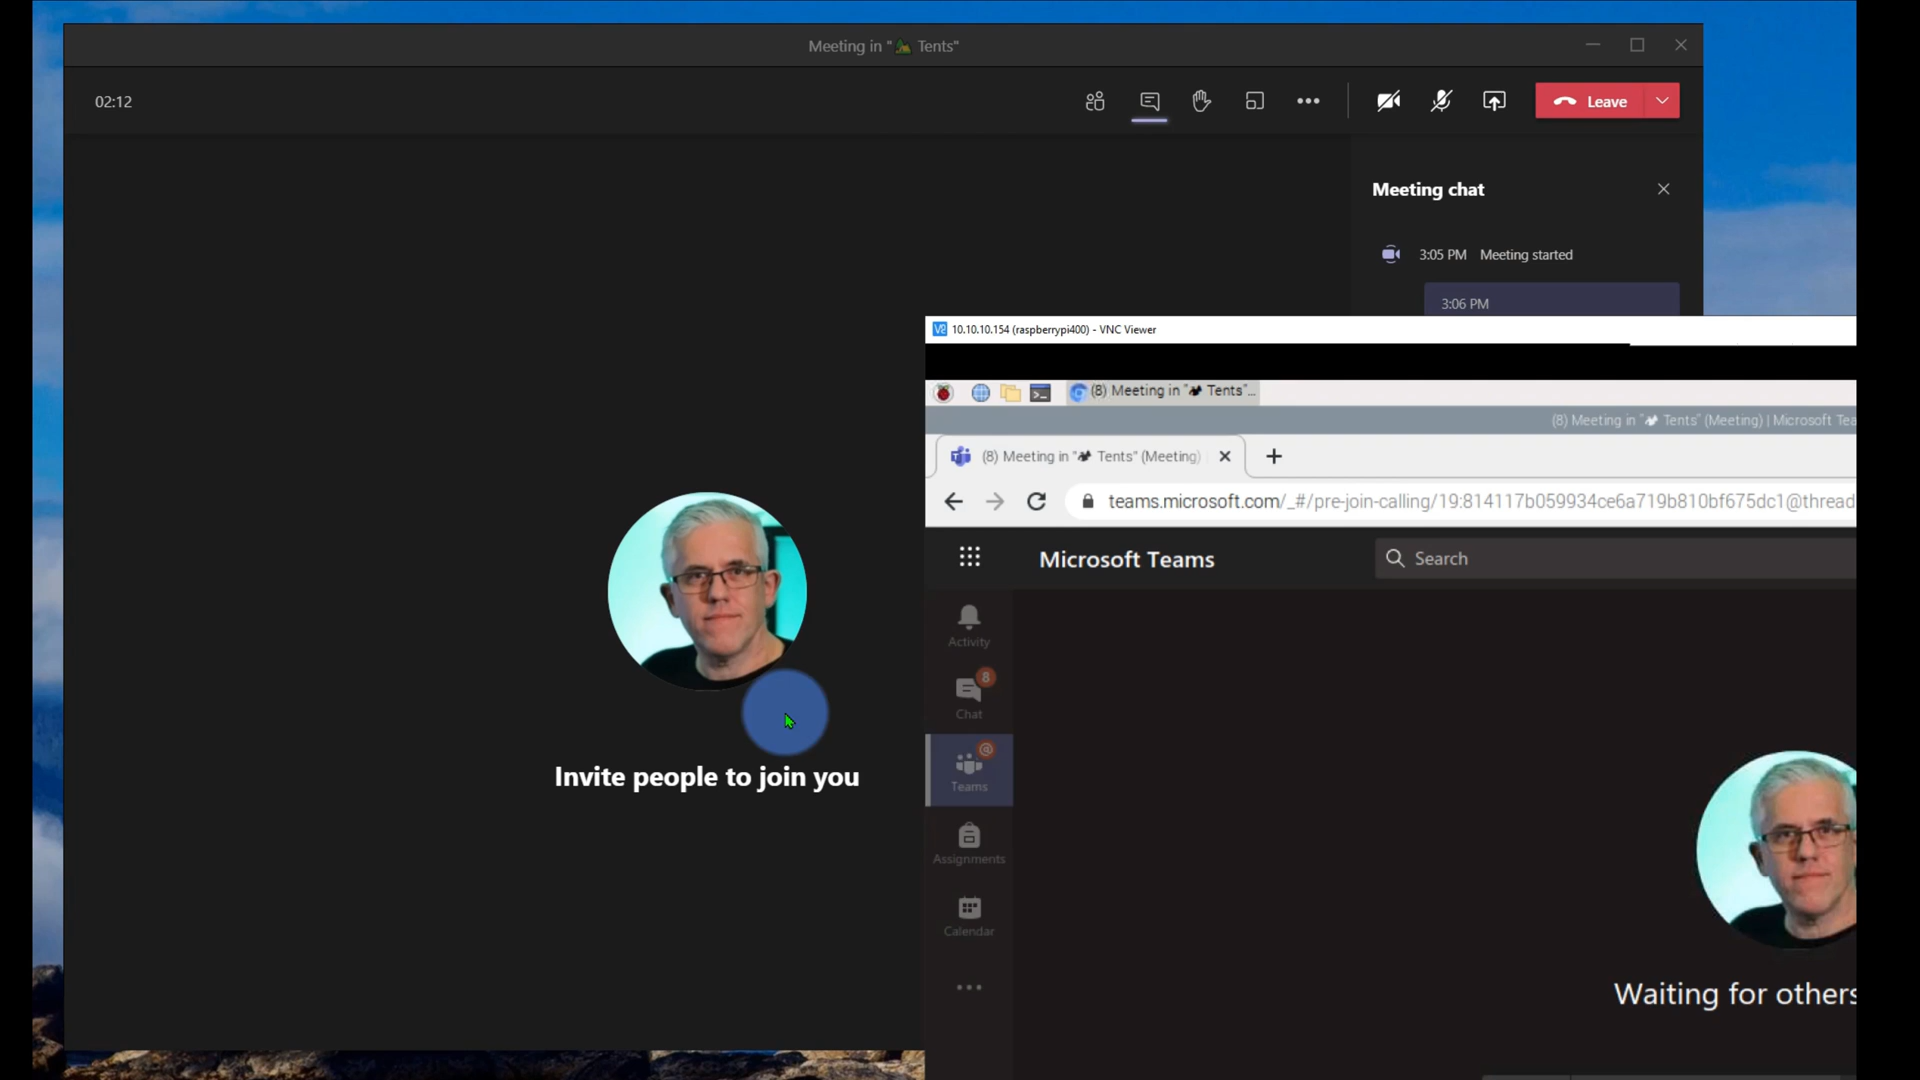 Meeting in "🏕 Tents"
02:12
Leave
Meeting chat
3:05 PM Meeting started
3:06 PM
Invite people to join you
10.10.10.154 (raspberrypi400) - VNC Viewer
(8) Meeting in "🏕 Tents"...
(8) Meeting in "🏕 Tents" (Meeting) | Microsoft Tea
(8) Meeting in "🏕 Tents" (Meeting)
teams.microsoft.com/_#/pre-join-calling/19:814117b059934ce6a719b810bf675dc1@thread
Microsoft Teams
Search
Activity
8
Chat
@
Teams
Assignments
Calendar
Waiting for others